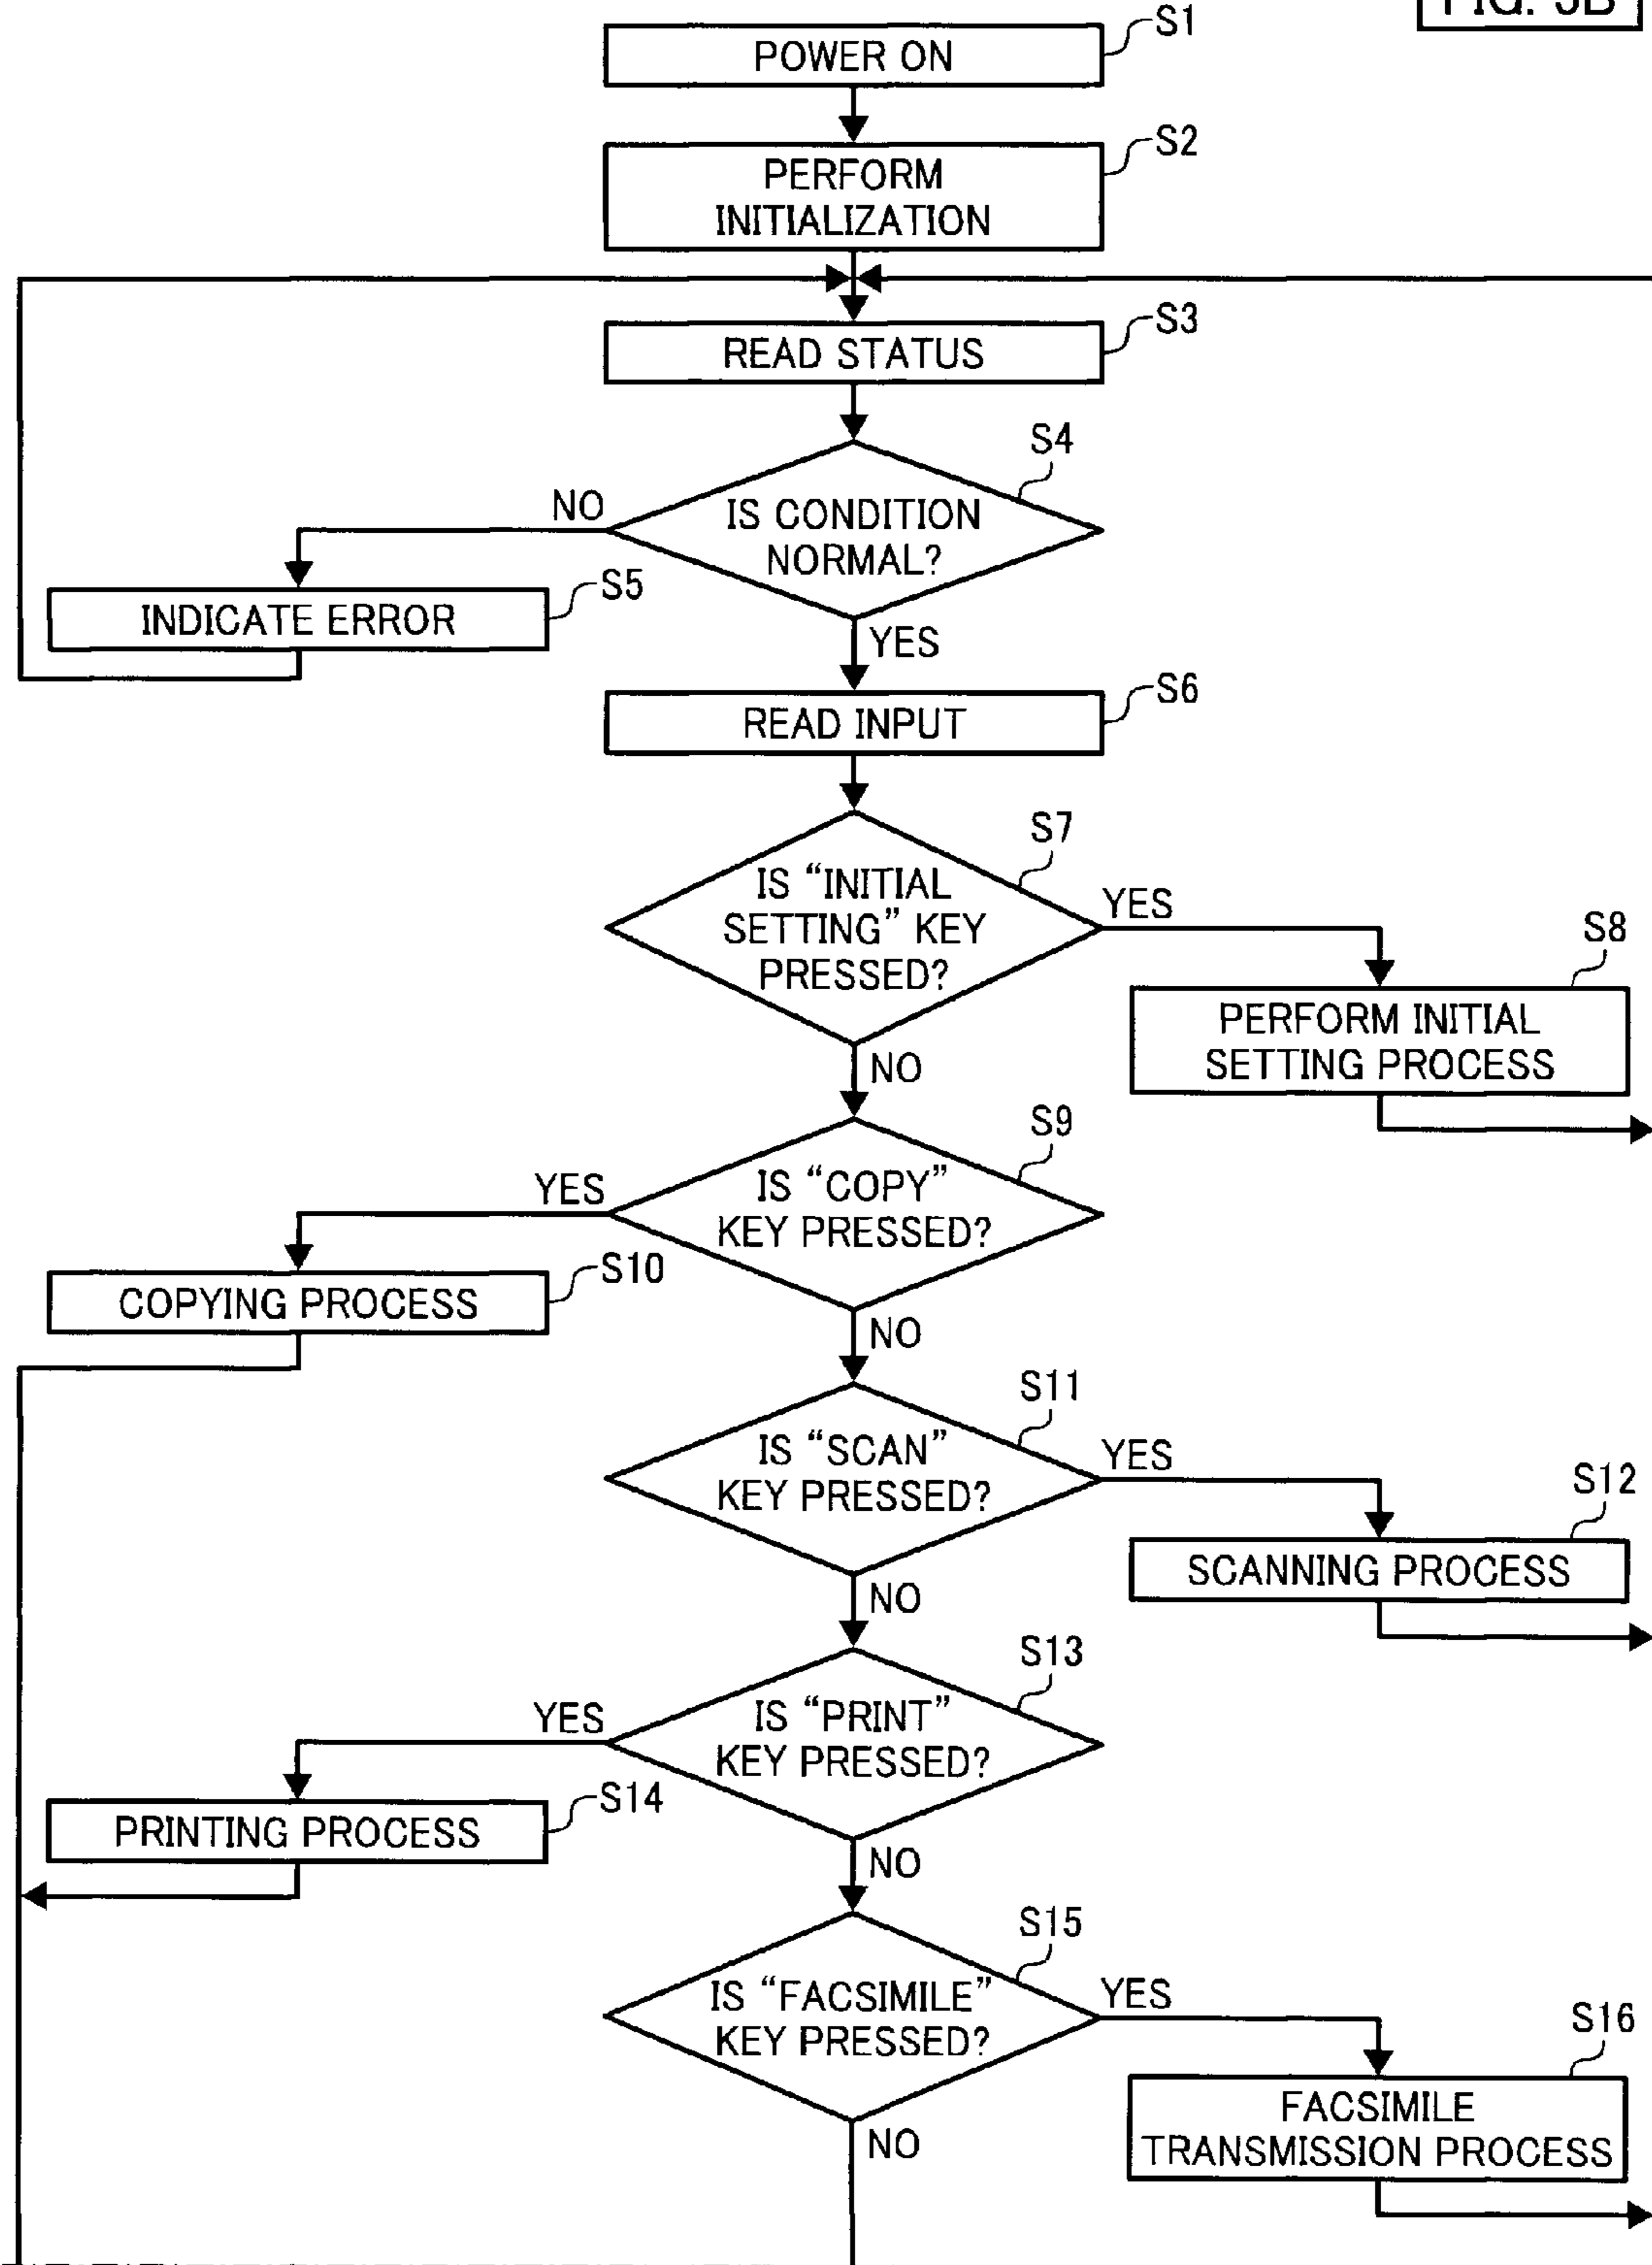 FIG. 3B
S1
POWER ON
S2
PERFORM
INITIALIZATION
S3
READ STATUS
S4
IS CONDITION
NORMAL?
NO
S5
INDICATE ERROR
YES
S6
READ INPUT
S7
IS “INITIAL
SETTING” KEY
PRESSED?
YES
S8
PERFORM INITIAL
SETTING PROCESS
NO
S9
IS “COPY”
KEY PRESSED?
YES
S10
COPYING PROCESS
NO
S11
IS “SCAN”
KEY PRESSED?
YES
S12
SCANNING PROCESS
NO
S13
IS “PRINT”
KEY PRESSED?
YES
S14
PRINTING PROCESS
NO
S15
IS “FACSIMILE”
KEY PRESSED?
YES
S16
FACSIMILE
TRANSMISSION PROCESS
NO